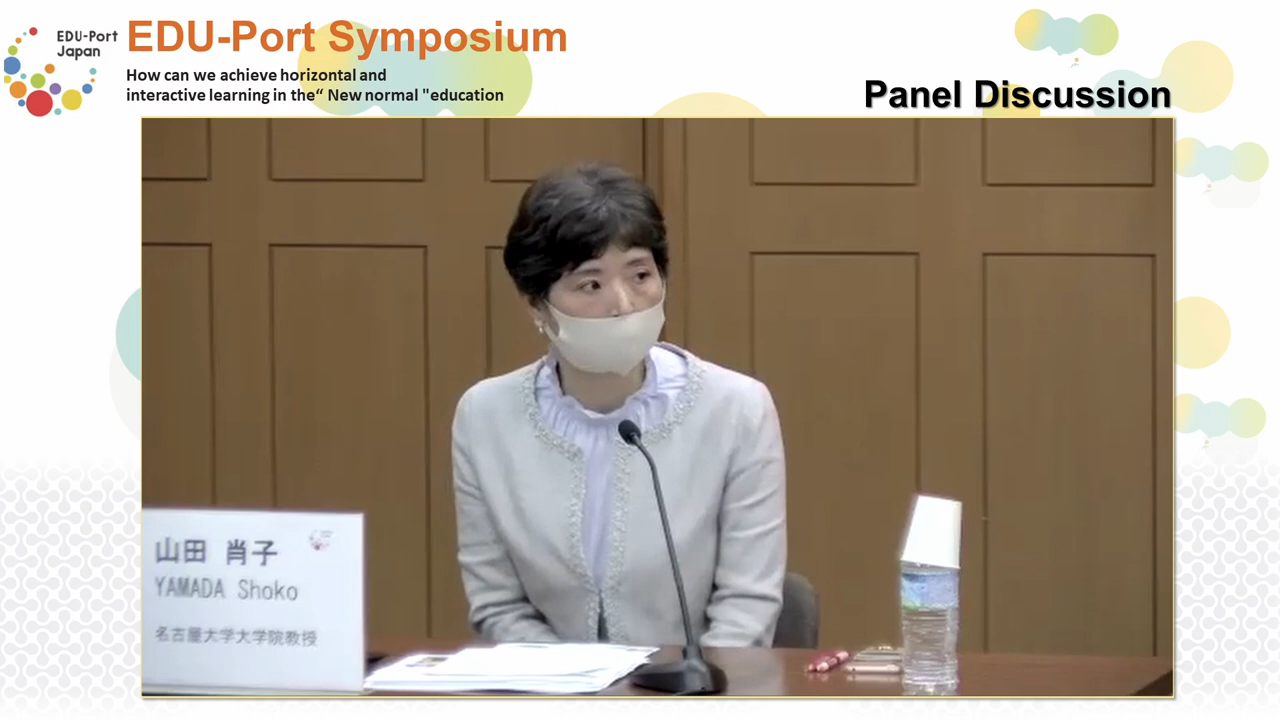 EDU-Port
Japan
EDU-Port Symposium
How can we achieve horizontal and
interactive learning in the“ New normal "education
Panel Discussion
山田 肖子
YAMADA Shoko
名古屋大学大学院教授